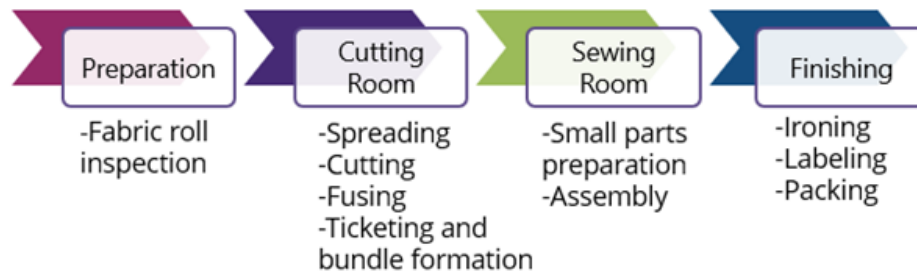 Preparation
-Fabric roll
inspection
Cutting
Room
-Spreading
-Cutting
-Fusing
-Ticketing and
bundle formation
Sewing
Room
-Small parts
preparation
-Assembly
Finishing
-Ironing
-Labeling
-Packing